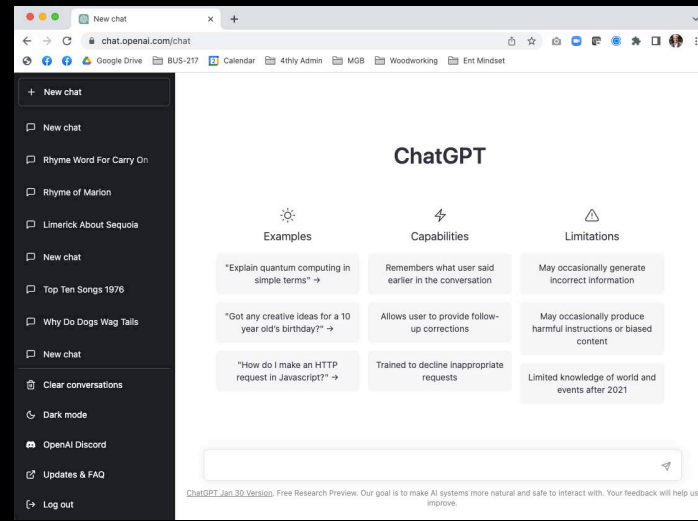 New chat
chat.openai.com/chat
Google Drive BUS-217 Calendar 4thly Admin MGB Woodworking Ent Mindset
+ New chat
New chat
Rhyme Word For Carry On
Rhyme of Marion
Limerick About Sequoia
New chat
Top Ten Songs 1976
Why Do Dogs Wag Tails
New chat
Clear conversations
Dark mode
OpenAI Discord
Updates & FAQ
Log out
ChatGPT
Examples
"Explain quantum computing in
simple terms" →
"Got any creative ideas for a 10
year old's birthday?" →
"How do I make an HTTP
request in Javascript?" →
Capabilities
Remembers what user said
earlier in the conversation
Allows user to provide follow-
up corrections
Trained to decline inappropriate
requests
Limitations
May occasionally generate
incorrect information
May occasionally produce
harmful instructions or biased
content
Limited knowledge of world and
events after 2021
ChatGPT Jan 30 Version. Free Research Preview. Our goal is to make AI systems more natural and safe to interact with. Your feedback will help us
improve.